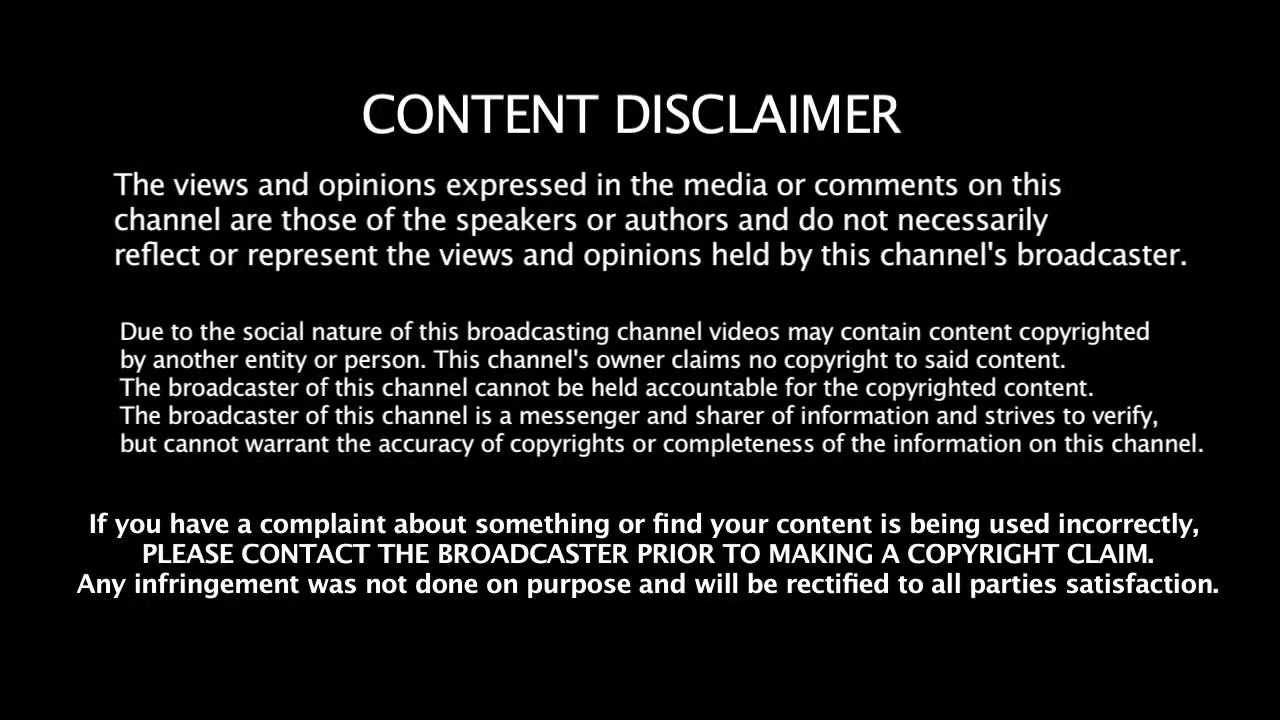 CONTENT DISCLAIMER
The views and opinions expressed in the media or comments on this
channel are those of the speakers or authors and do not necessarily
reflect or represent the views and opinions held by this channel's broadcaster.
Due to the social nature of this broadcasting channel videos may contain content copyrighted
by another entity or person. This channel's owner claims no copyright to said content.
The broadcaster of this channel cannot be held accountable for the copyrighted content.
The broadcaster of this channel is a messenger and sharer of information and strives to verify,
but cannot warrant the accuracy of copyrights or completeness of the information on this channel.
If you have a complaint about something or find your content is being used incorrectly,
PLEASE CONTACT THE BROADCASTER PRIOR TO MAKING A COPYRIGHT CLAIM.
Any infringement was not done on purpose and will be rectified to all parties satisfaction.